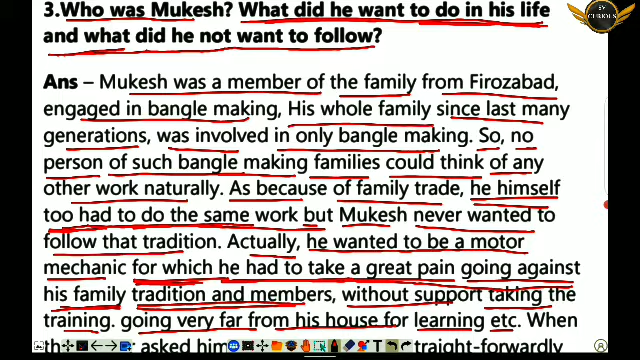 3.Who was Mukesh? What did he want to do in his life
and what did he not want to follow?
Ans – Mukesh was a member of the family from Firozabad,
engaged in bangle making, His whole family since last many
generations, was involved in only bangle making. So, no
person of such bangle making families could think of any
other work naturally. As because of family trade, he himself
too had to do the same work but Mukesh never wanted to
follow that tradition. Actually, he wanted to be a motor
mechanic for which he had to take a great pain going against
his family tradition and members, without support taking the
training. going very far from his house for learning etc. When
asked him traight-forwardly
CURIOUS